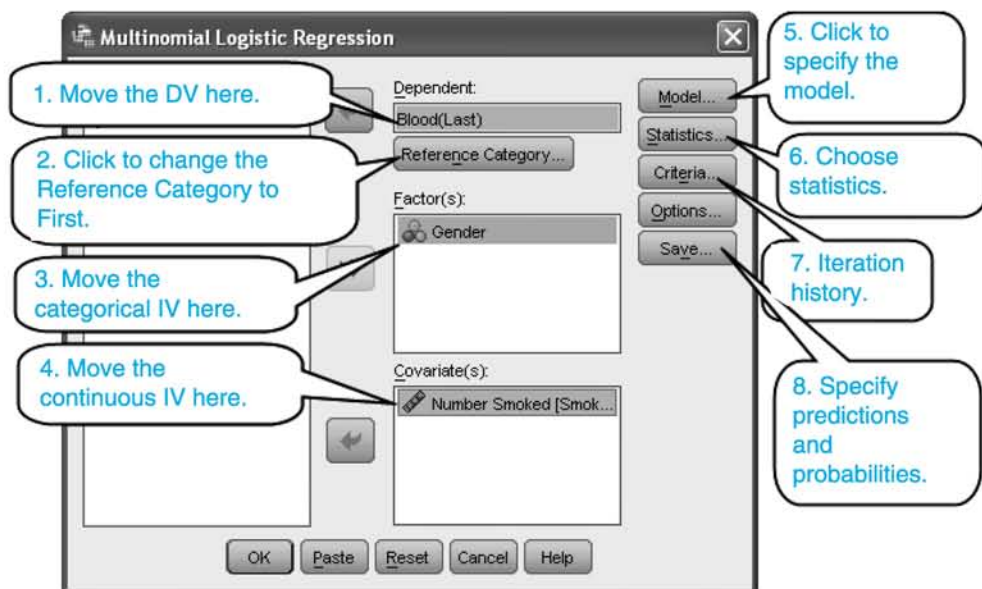 Multinomial Logistic Regression
1. Move the DV here.
2. Click to change the
Reference Category to
First.
3. Move the
categorical IV here.
4. Move the
continuous IV here.
Dependent:
Blood(Last)
Reference Category...
Factor(s):
Gender
Covariate(s):
Number Smoked [Smok...
Model...
Statistics...
Criteria...
Options...
Save...
5. Click to
specify the
model.
6. Choose
statistics.
7. Iteration
history.
8. Specify
predictions
and
probabilities.
OK
Paste
Reset
Cancel
Help